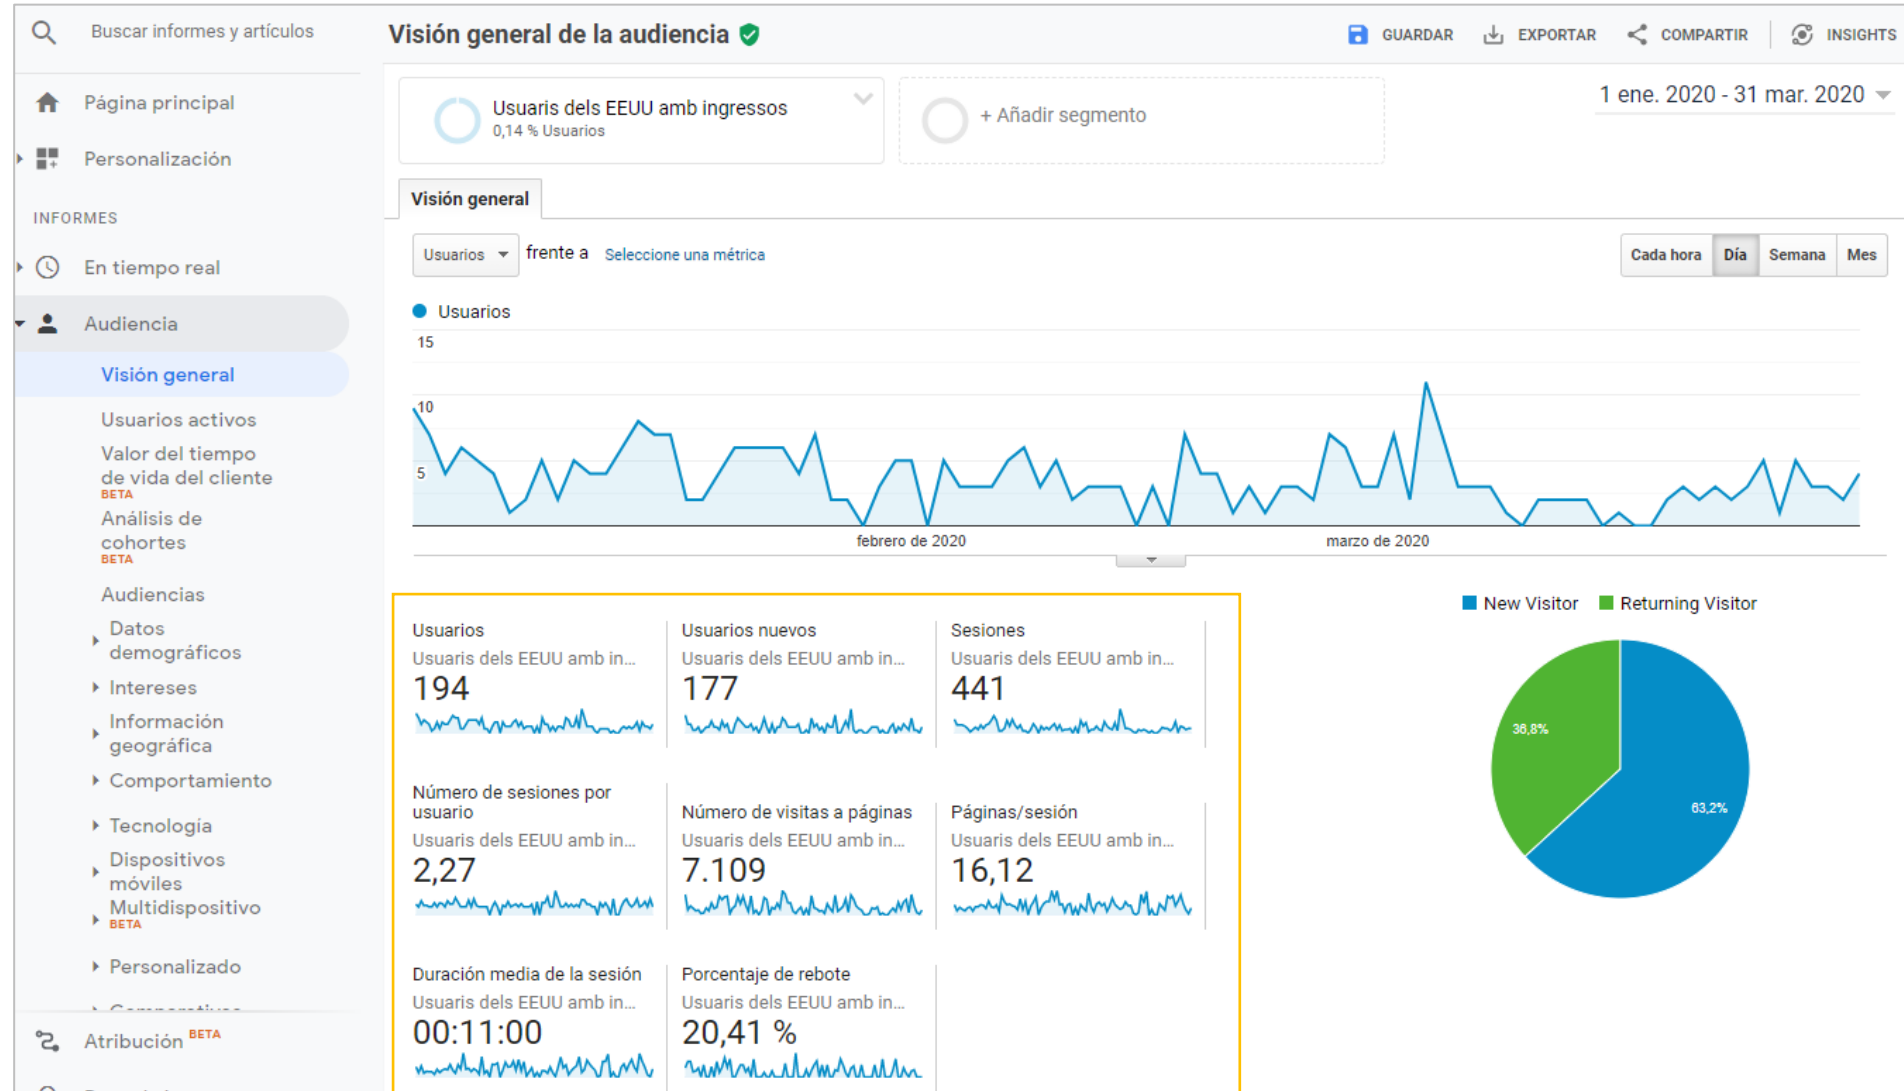 Buscar informes y artículos
Página principal
Personalización
INFORMES
En tiempo real
Audiencia
Visión general
Usuarios activos
Valor del tiempo
de vida del cliente
BETA
Análisis de
cohortes
BETA
Audiencias
Datos
demográficos
Intereses
Información
geográfica
Comportamiento
Tecnología
Dispositivos
móviles
Multidispositivo
BETA
Personalizado
Atribución BETA
Visión general de la audiencia
GUARDAR
EXPORTAR
COMPARTIR
INSIGHTS
Usuaris dels EEUU amb ingressos
0,14 % Usuarios
+ Añadir segmento
1 ene. 2020 - 31 mar. 2020
Visión general
Usuarios frente a Seleccione una métrica
Cada hora Día Semana Mes
Usuarios
15
10
5
febrero de 2020 marzo de 2020
Usuarios
Usuaris dels EEUU amb in...
194
Usuarios nuevos
Usuaris dels EEUU amb in...
177
Sesiones
Usuaris dels EEUU amb in...
441
Número de sesiones por
usuario
Usuaris dels EEUU amb in...
2,27
Número de visitas a páginas
Usuaris dels EEUU amb in...
7.109
Páginas/sesión
Usuaris dels EEUU amb in...
16,12
Duración media de la sesión
Usuaris dels EEUU amb in...
00:11:00
Porcentaje de rebote
Usuaris dels EEUU amb in...
20,41 %
New Visitor Returning Visitor
36,8%
63,2%